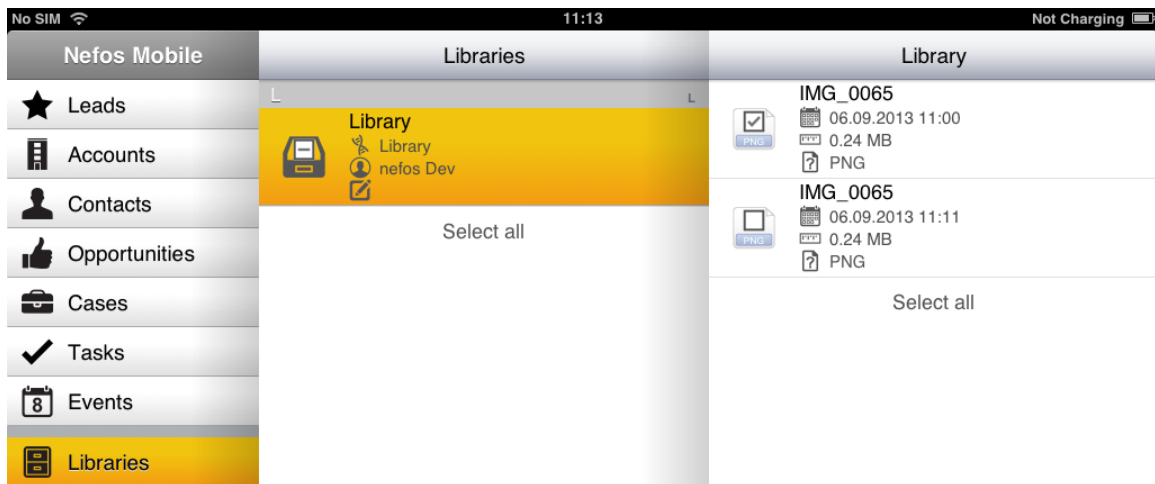 No SIM 11:13 Not Charging
Nefos Mobile
Leads
Accounts
Contacts
Opportunities
Cases
Tasks
8 Events
Libraries
Libraries
L L
Library
Library
nefos Dev
Select all
Library
IMG_0065
06.09.2013 11:00
PNG 0.24 MB
? PNG
IMG_0065
06.09.2013 11:11
PNG 0.24 MB
? PNG
Select all